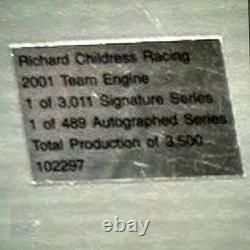 Richard Childress Racing
2001 Team Engine
1 of 3,011 Signature Series
1 of 489 Autographed Series
Total Production of 3,500
102297
ebay